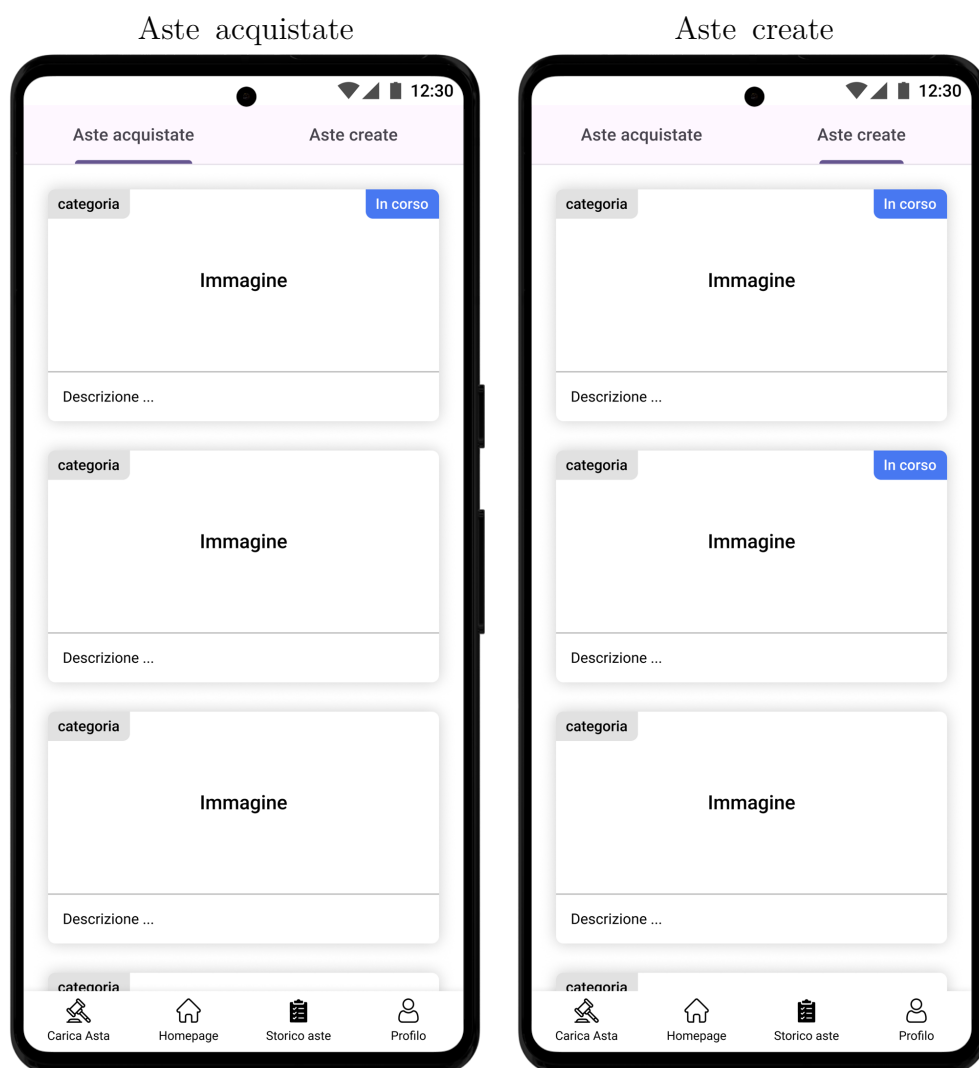 Aste acquistate
12:30
Aste acquistate Aste create
categoria In corso
Immagine
Descrizione ...
categoria
Immagine
Descrizione ...
categoria
Immagine
Descrizione ...
categoria
Carica Asta Homepage Storico aste Profilo
Aste create
12:30
Aste acquistate Aste create
categoria In corso
Immagine
Descrizione ...
categoria In corso
Immagine
Descrizione ...
categoria
Immagine
Descrizione ...
categoria
Carica Asta Homepage Storico aste Profilo